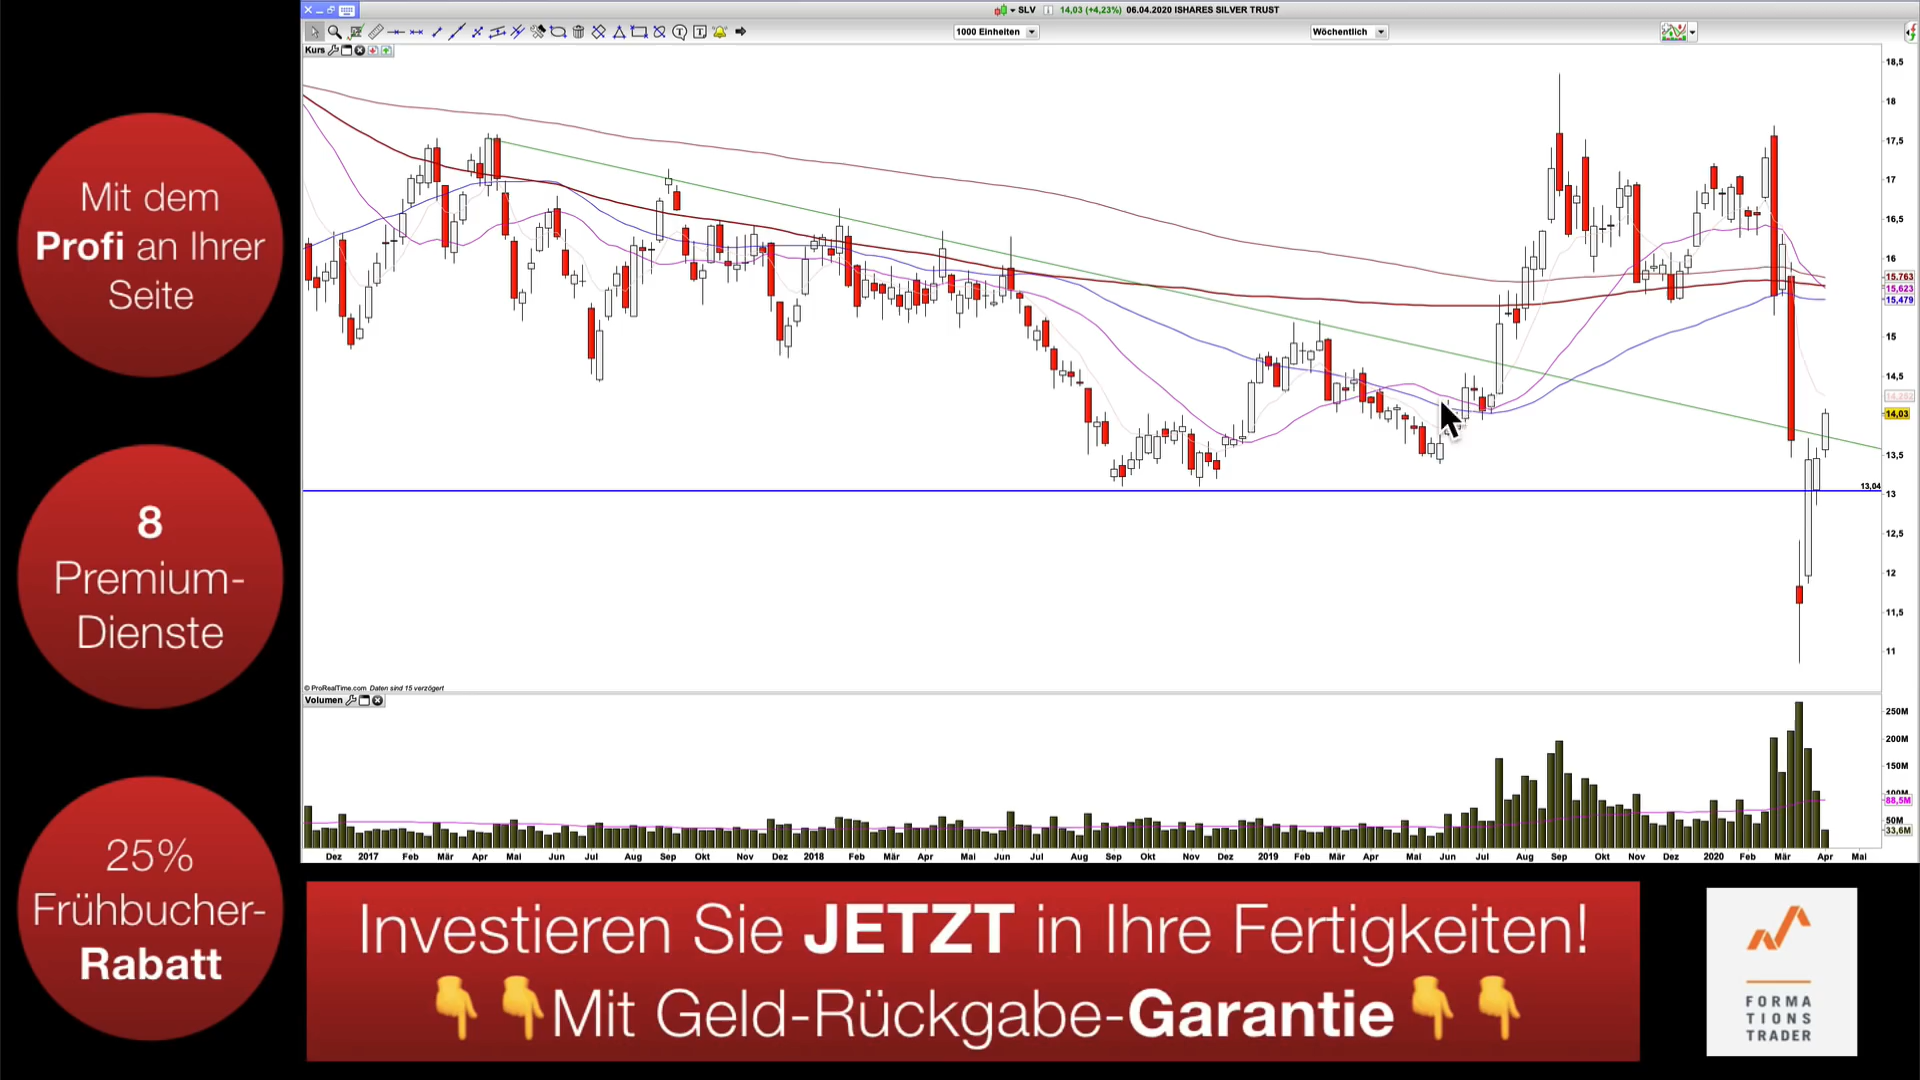 SLV 14,03 (+4,23%) 06.04.2020 ISHARES SILVER TRUST
1000 Einheiten
Wöchentlich
Kurs
18,5
18
17,5
17
16,5
16
15,763
15,623
15,479
15
14,5
14,03
13,5
13,04
13
12,5
12
11,5
11
© ProRealTime.com Daten sind 15 verzögert
Volumen
250M
200M
150M
100M
88,5M
50M
33,6M
Dez 2017 Feb Mär Apr Mai Jun Jul Aug Sep Okt Nov Dez 2018 Feb Mär Apr Mai Jun Jul Aug Sep Okt Nov Dez 2019 Feb Mär Apr Mai Jun Jul Aug Sep Okt Nov Dez 2020 Feb Mär Apr Mai
Mit dem
Profi an Ihrer
Seite
8
Premium-
Dienste
25%
Frühbucher-
Rabatt
Investieren Sie JETZT in Ihre Fertigkeiten!
👇👇Mit Geld-Rückgabe-Garantie👇👇
FORMA
TIONS
TRADER